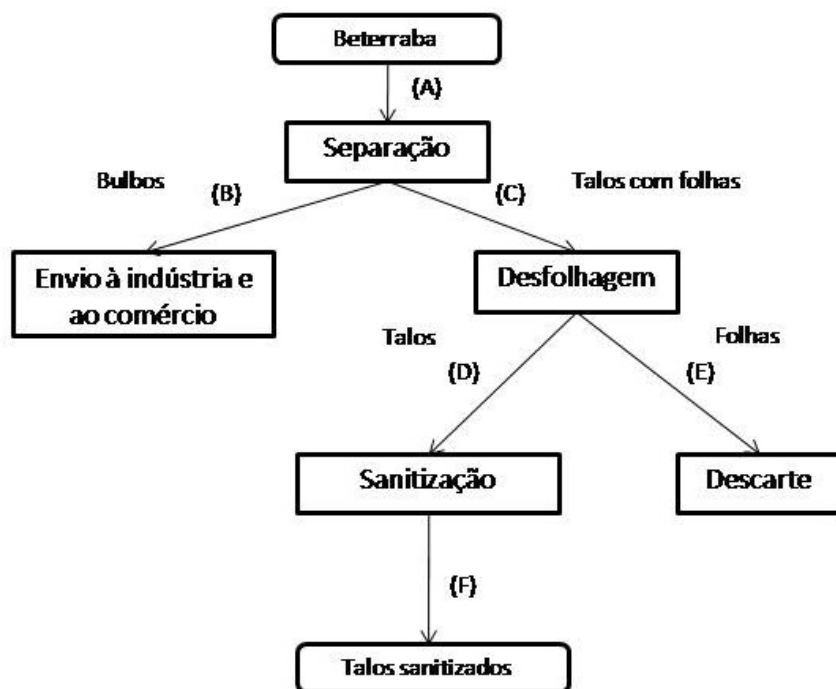 Beterraba
(A)
Separação
Bulbos
(B)
(C)
Talos com folhas
Envio à indústria e
ao comércio
Desfolhagem
Talos
Folhas
(D)
(E)
Sanitização
Descarte
(F)
Talos sanitizados